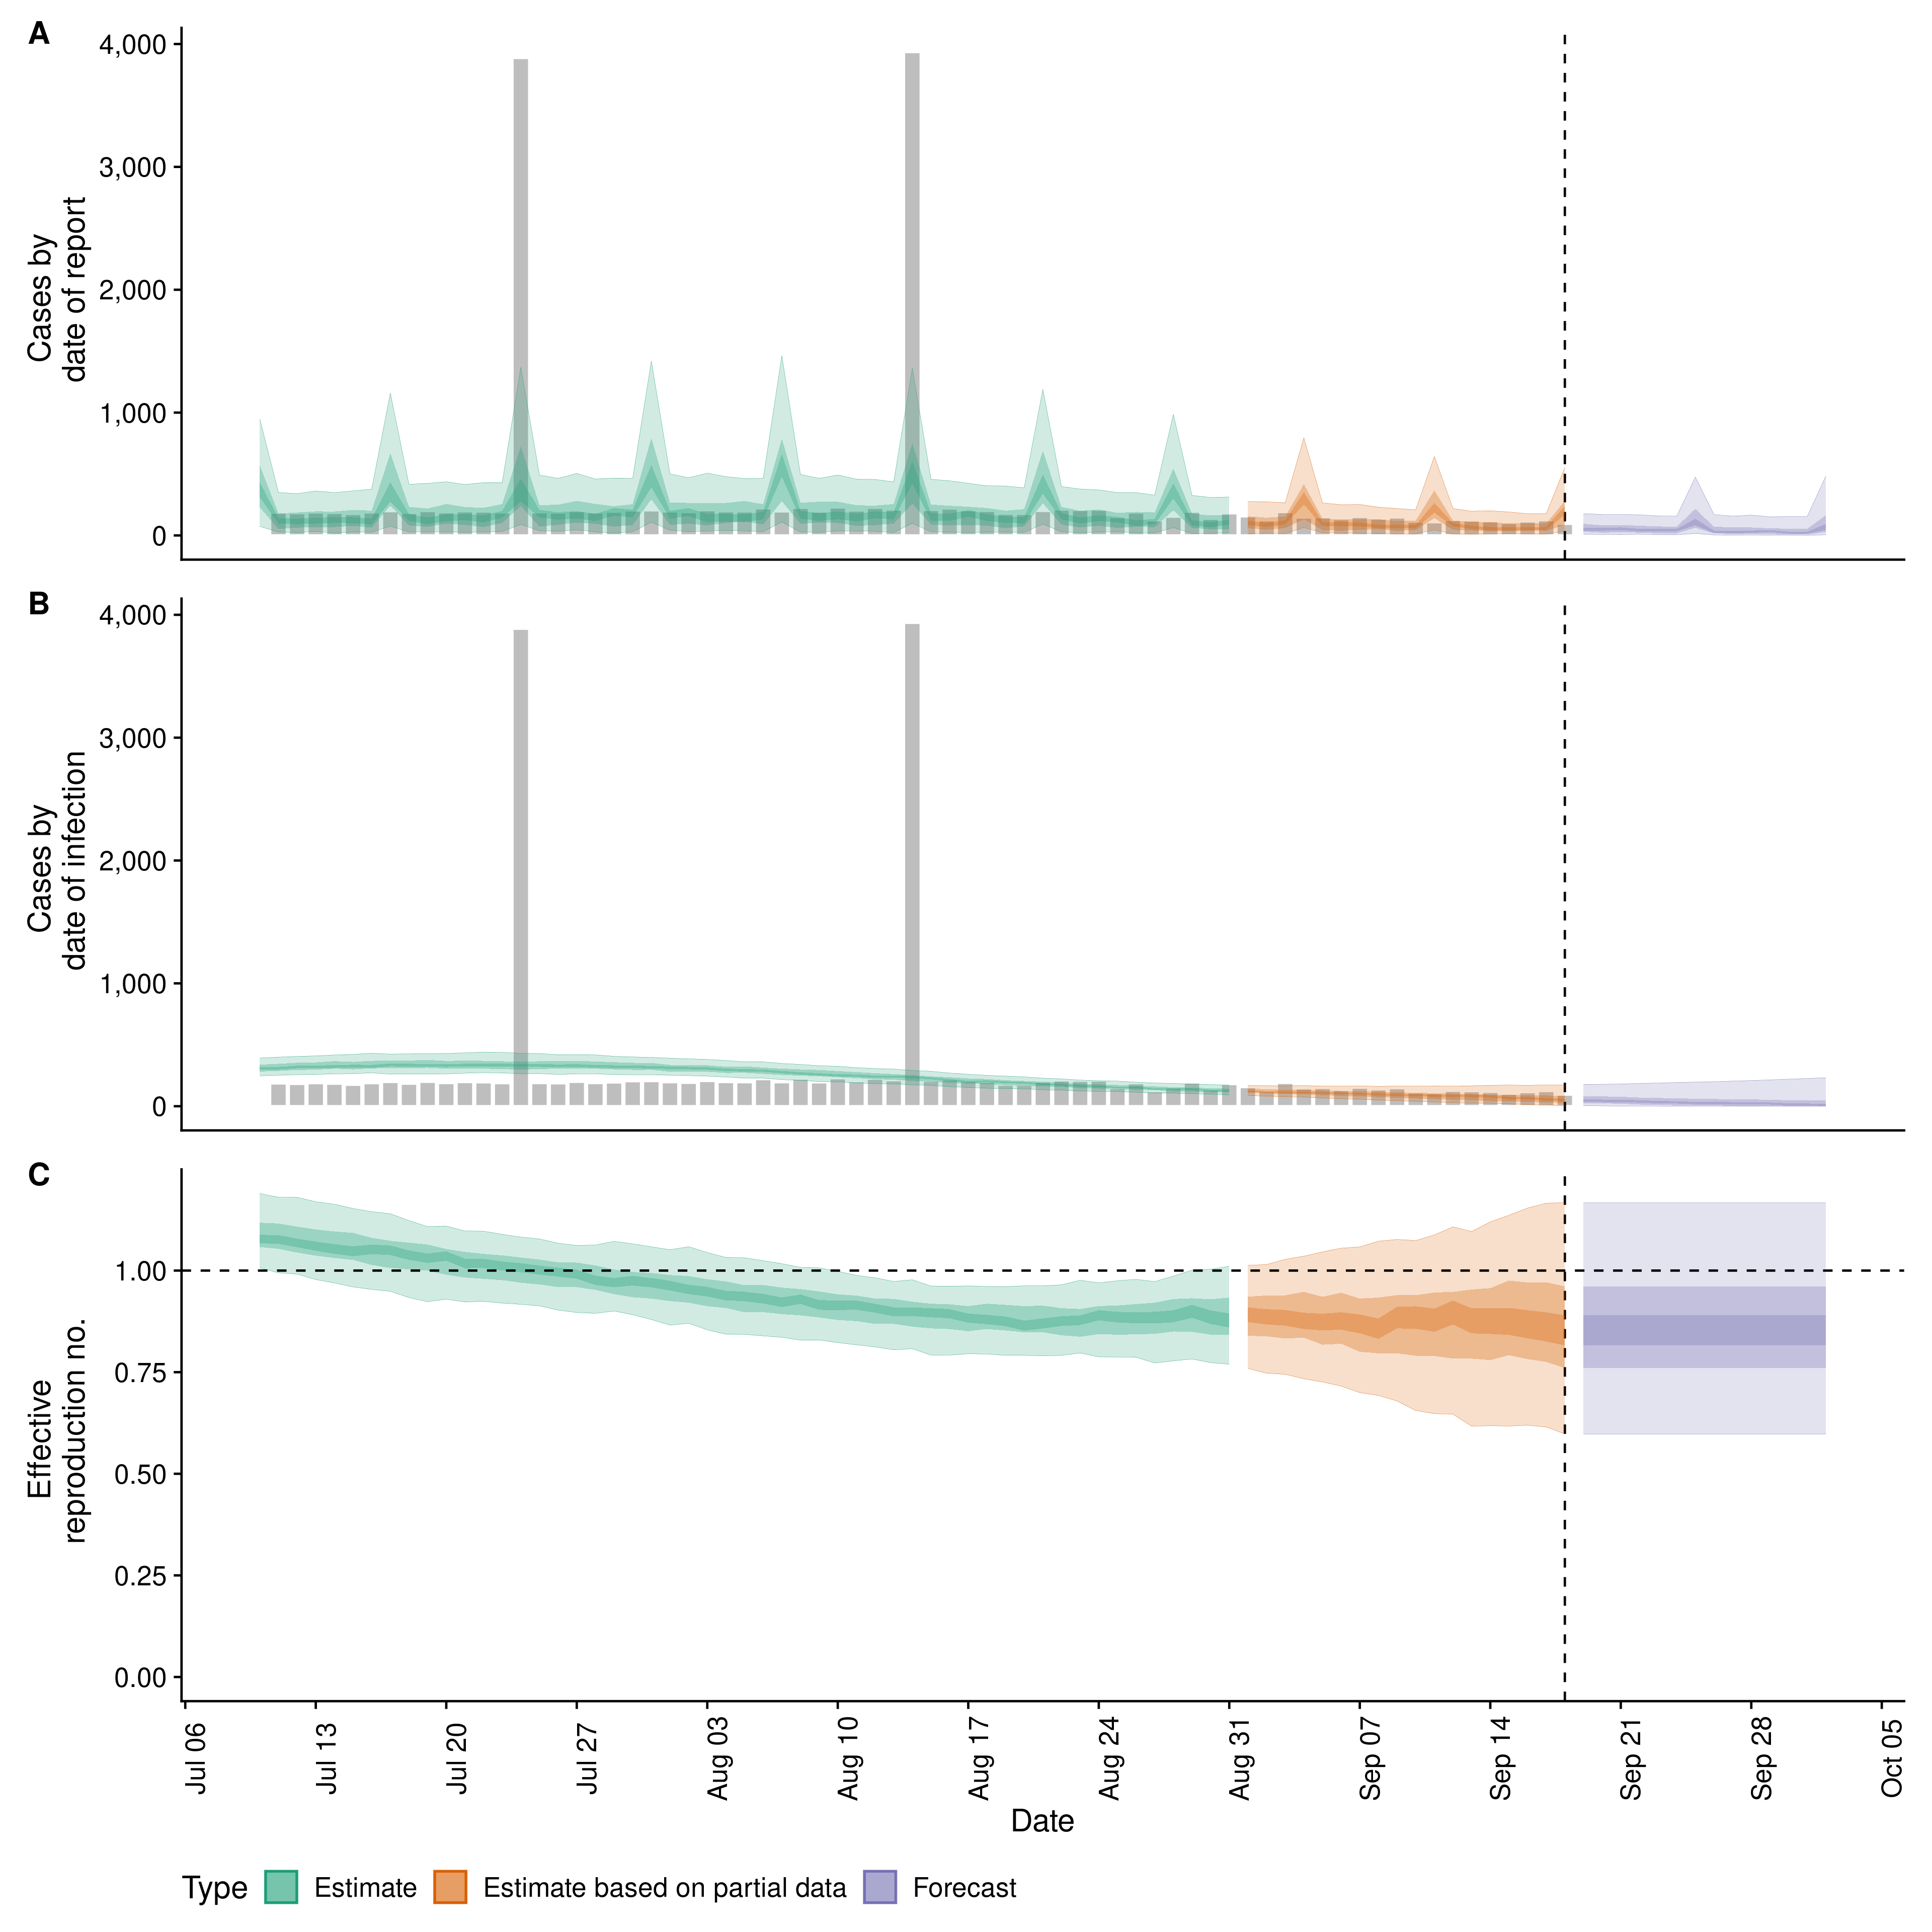 A
Cases by
date of report
4,000
3,000
2,000
1,000
0
B
Cases by
date of infection
4,000
3,000
2,000
1,000
0
C
Effective
reproduction no.
1.00
0.75
0.50
0.25
0.00
Jul 06
Jul 13
Jul 20
Jul 27
Aug 03
Aug 10
Aug 17
Aug 24
Aug 31
Sep 07
Sep 14
Sep 21
Sep 28
Oct 05
Date
Type Estimate Estimate based on partial data Forecast